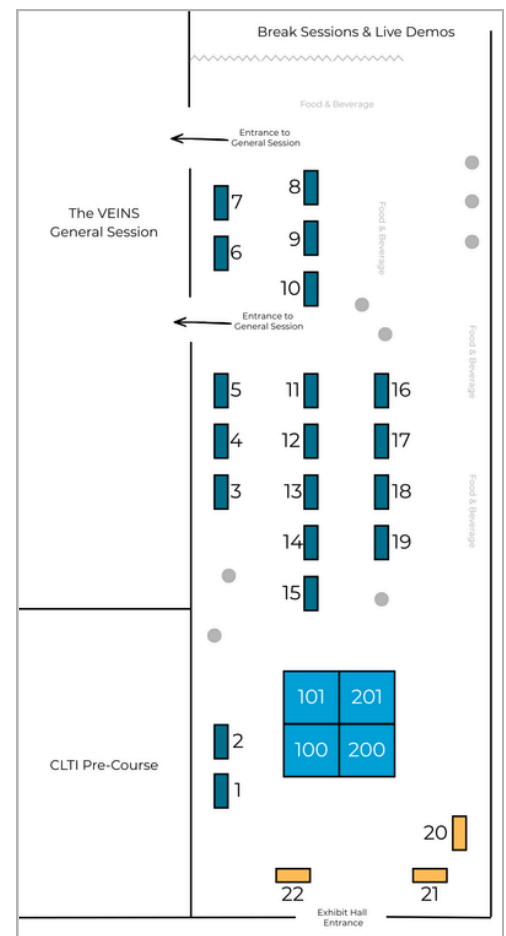 Break Sessions & Live Demos
Food & Beverage
Entrance to
General Session
8
7
The VEINS
General Session
Food & Beverage
9
6
10
Entrance to
General Session
Food & Beverage
5
11
16
4
12
17
3
13
18
Food & Beverage
14
19
15
101
201
2
100
200
CLTI Pre-Course
1
20
22
21
Exhibit Hall
Entrance